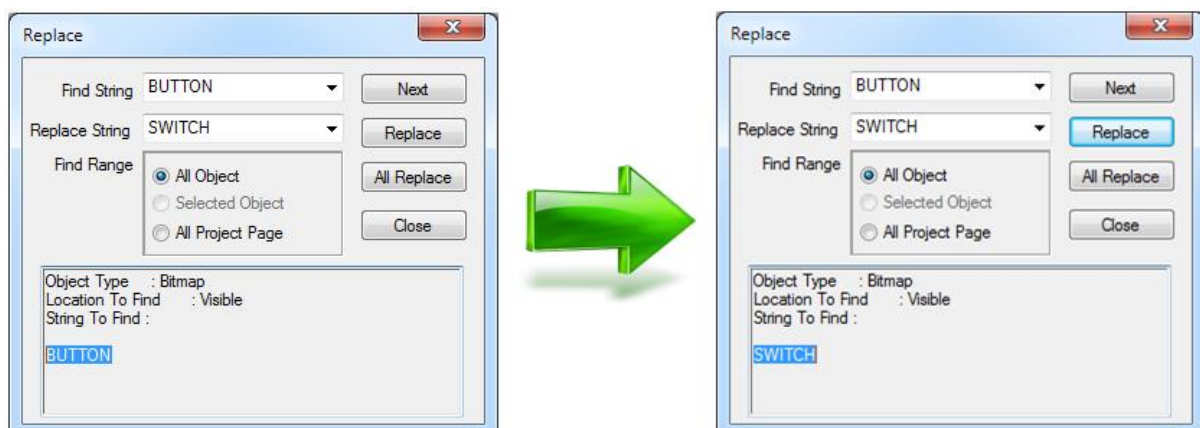 Replace
Find String BUTTON Next
Replace String SWITCH Replace
Find Range All Object All Replace
Selected Object
All Project Page Close
Object Type : Bitmap
Location To Find : Visible
String To Find :
BUTTON
Replace
Find String BUTTON Next
Replace String SWITCH Replace
Find Range All Object All Replace
Selected Object
All Project Page Close
Object Type : Bitmap
Location To Find : Visible
String To Find :
SWITCH